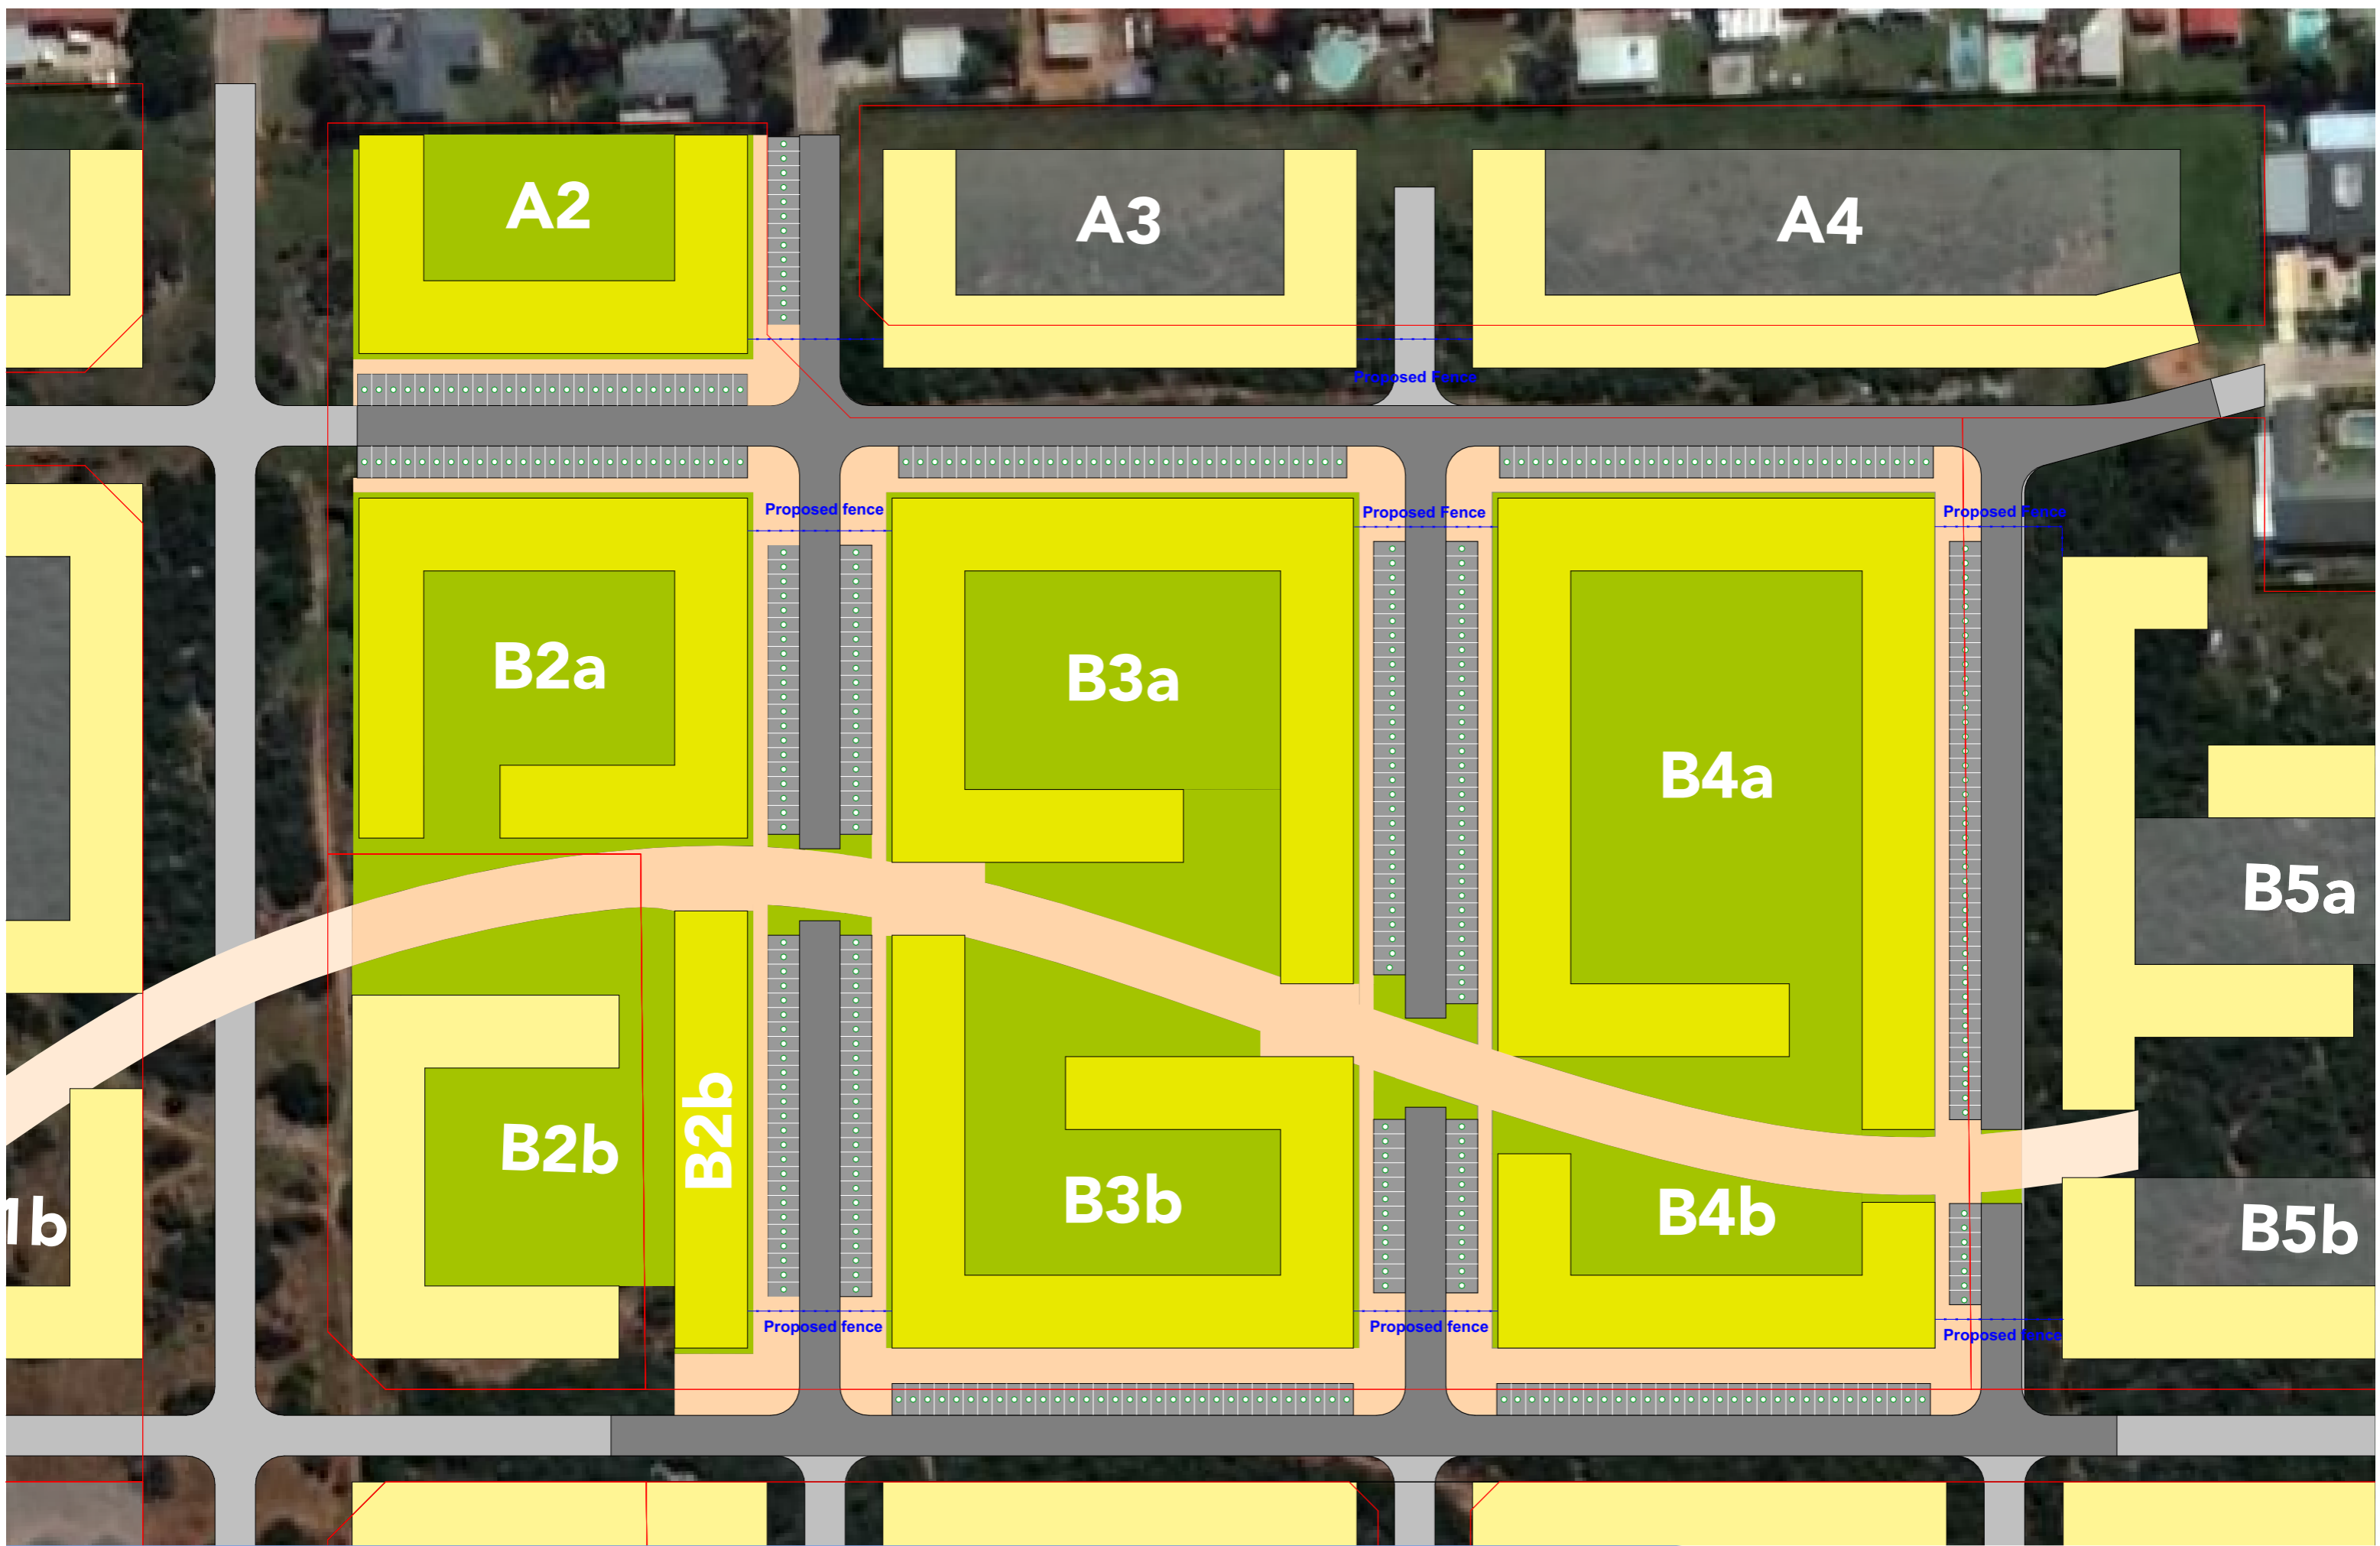 A2
A3
A4
Proposed Fence
Proposed fence
Proposed Fence
Proposed Fence
B2a
B3a
B4a
B5a
B2b
B2b
B3b
B4b
B5b
1b
Proposed fence
Proposed fence
Proposed fence